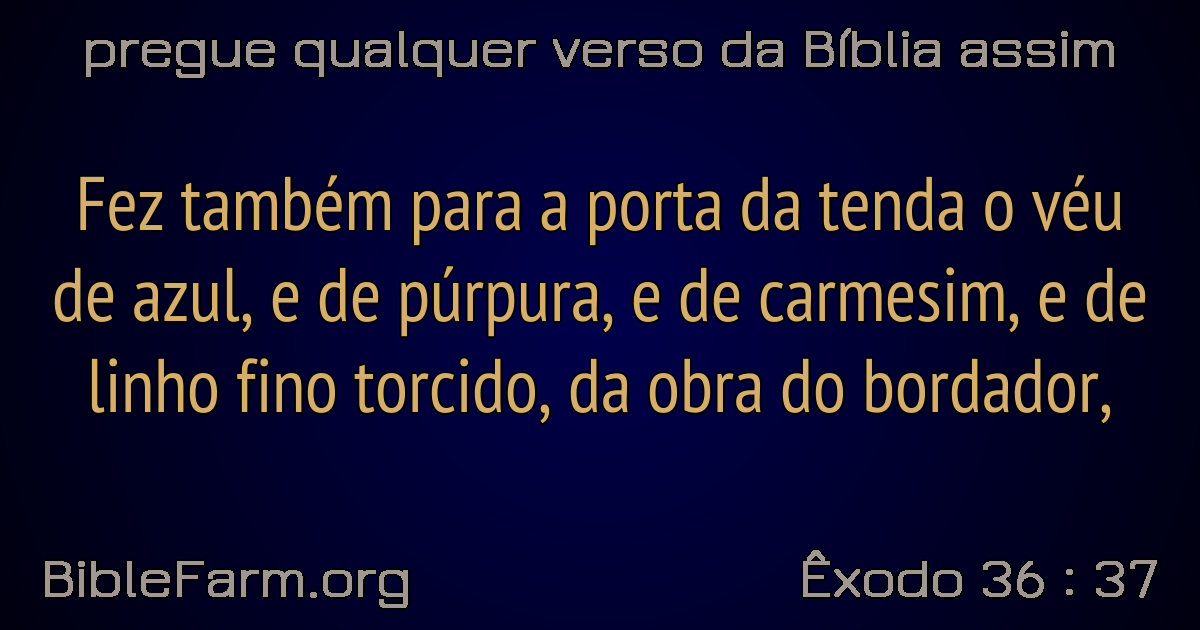 pregue qualquer verso da Bíblia assim
Fez também para a porta da tenda o véu
de azul, e de púrpura, e de carmesim, e de
linho fino torcido, da obra do bordador,
BibleFarm.org
Êxodo 36 : 37